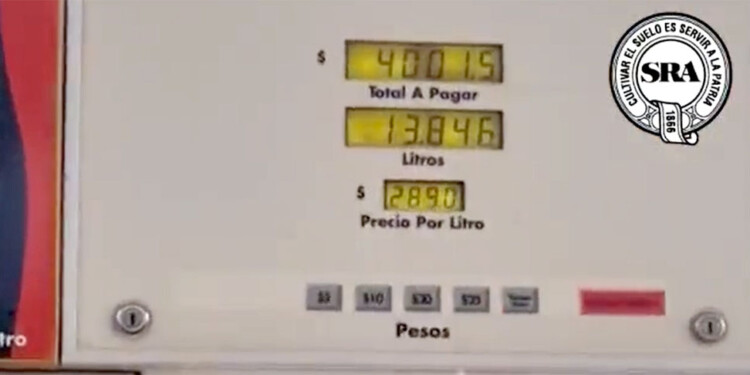 $ 4001.5
Total A Pagar
13.846
Litros
$ 289.0
Precio Por Litro
$5 $10 $20
Pesos
tro
CULTIVAR EL SUELO ES SERVIR A LA PATRIA
SRA
1866